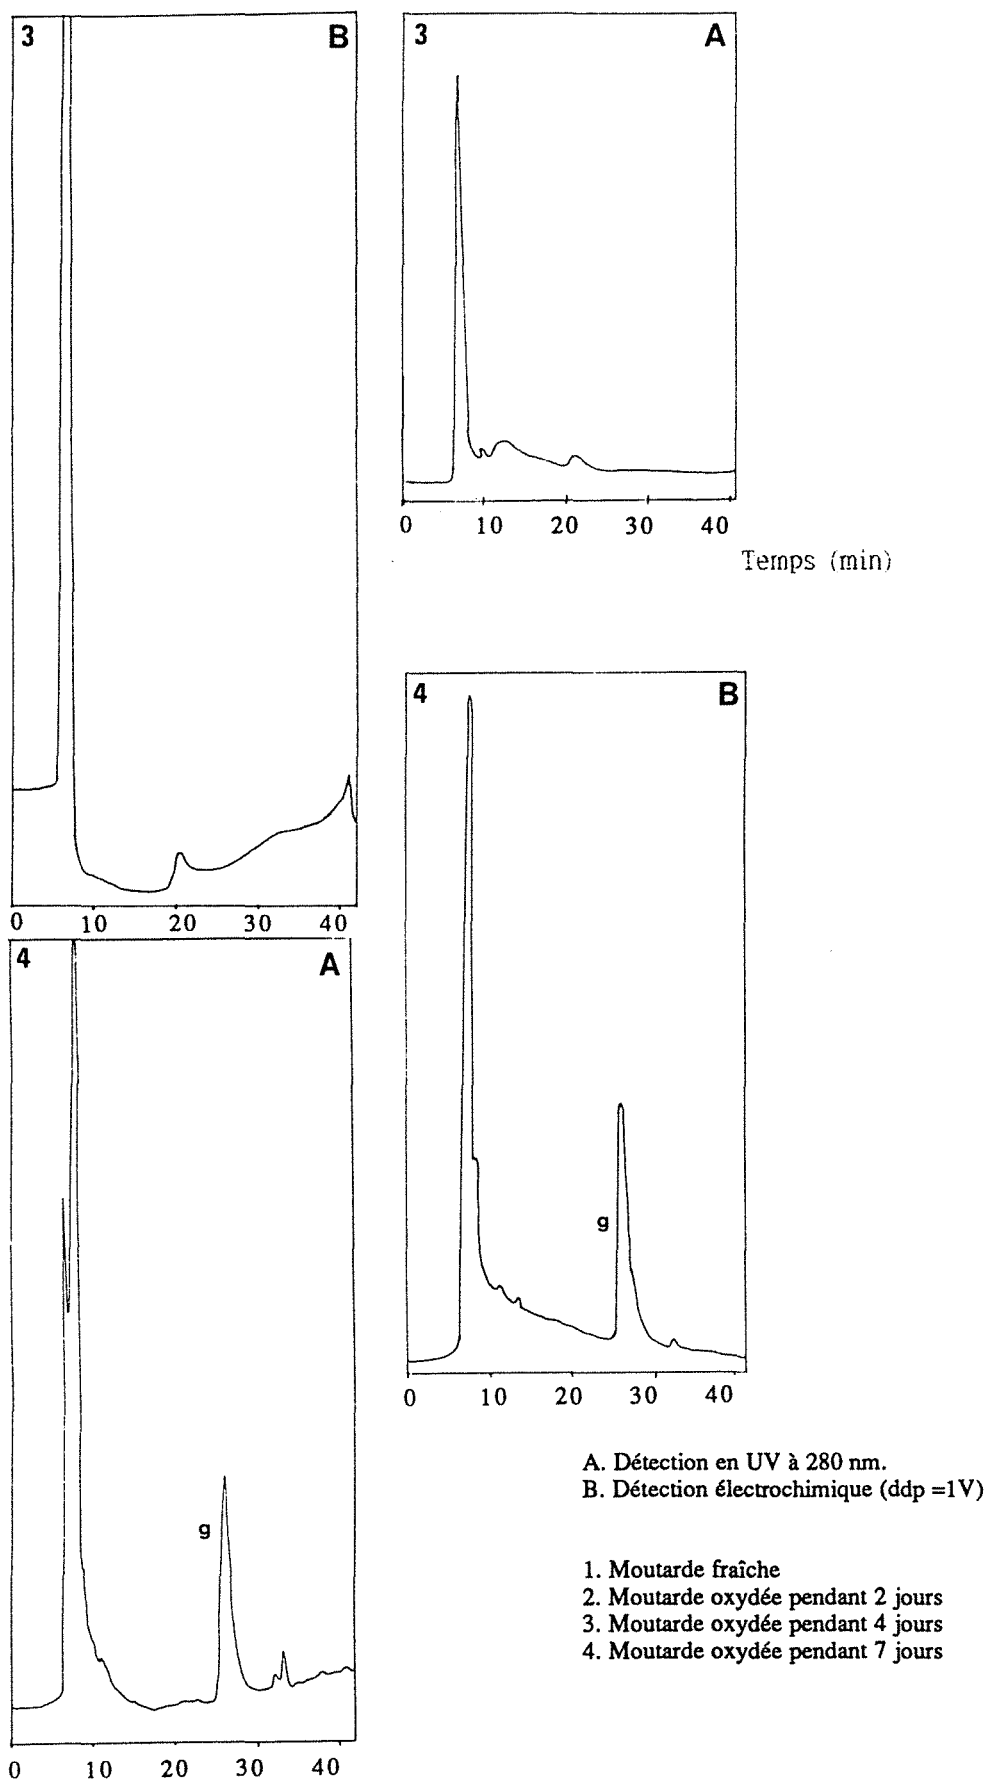 3 B
3 A
0 10 20 30 40
Temps (min)
4 B
0 10 20 30 40
4 A
g
g
0 10 20 30 40
A. Détection en UV à 280 nm.
B. Détection électrochimique (ddp =1V)
1. Moutarde fraîche
2. Moutarde oxydée pendant 2 jours
3. Moutarde oxydée pendant 4 jours
4. Moutarde oxydée pendant 7 jours
0 10 20 30 40